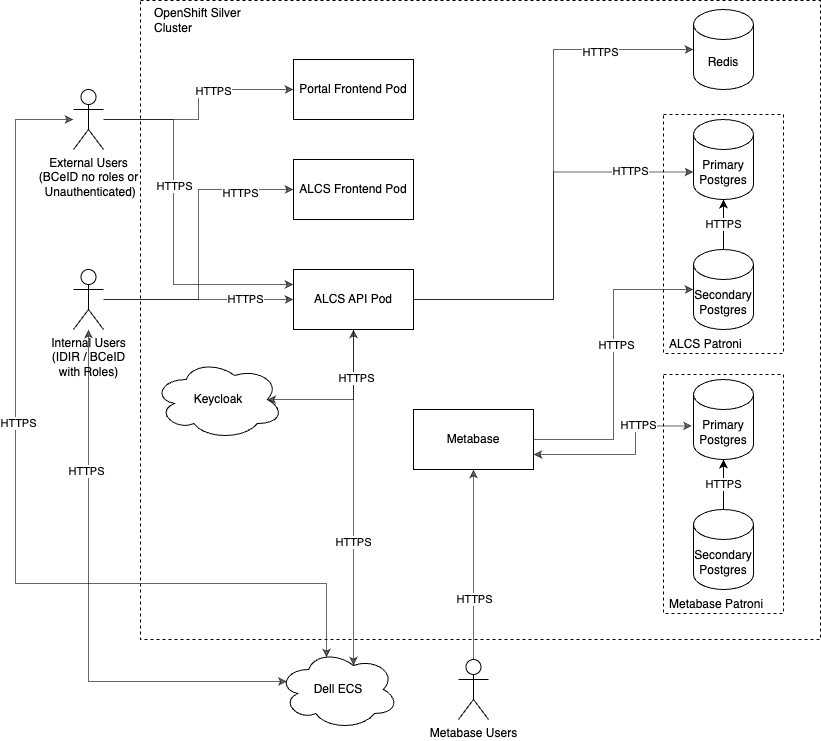 OpenShift Silver
Cluster
HTTPS
Redis
HTTPS
Portal Frontend Pod
External Users
(BCeID no roles or
Unauthenticated)
HTTPS
HTTPS
ALCS Frontend Pod
HTTPS
Primary
Postgres
HTTPS
Internal Users
(IDIR / BCeID
with Roles)
HTTPS
ALCS API Pod
Secondary
Postgres
ALCS Patroni
HTTPS
HTTPS
Keycloak
HTTPS
Metabase
HTTPS
Primary
Postgres
HTTPS
HTTPS
HTTPS
Secondary
Postgres
Metabase Patroni
HTTPS
HTTPS
Dell ECS
Metabase Users